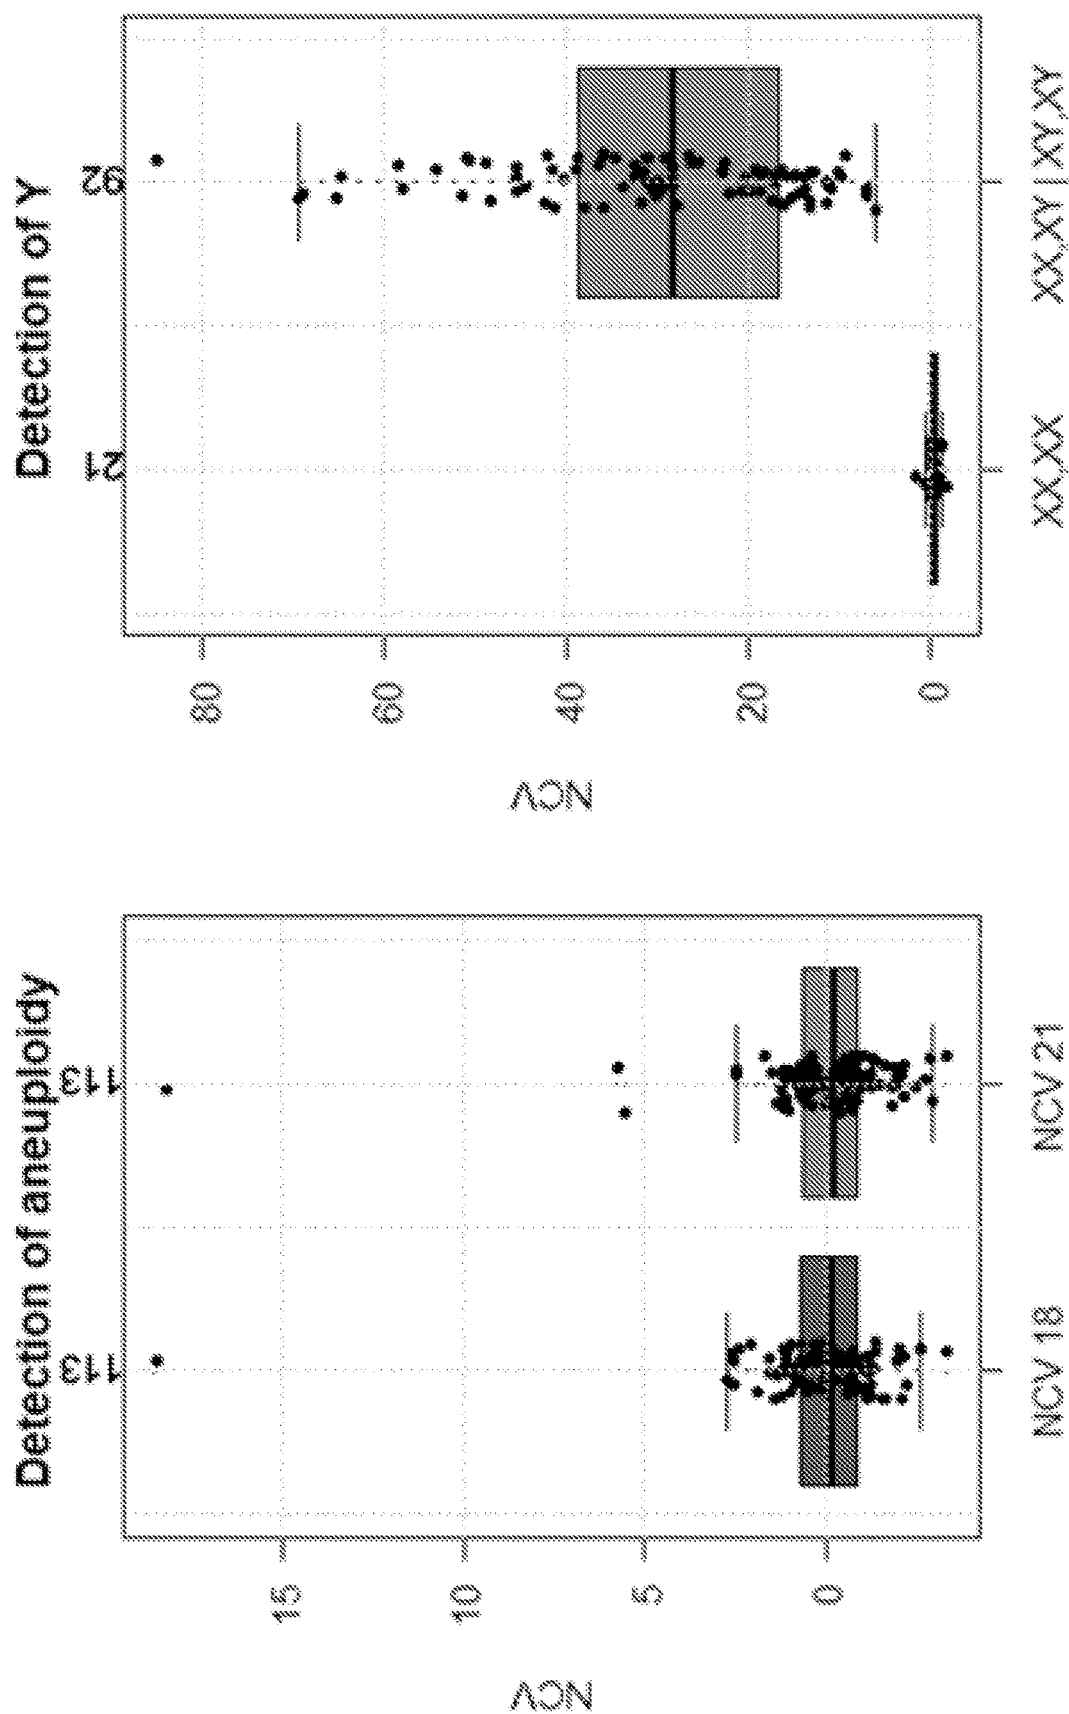 Detection of aneuploidy
113
113
NCV
15
10
5
0
NCV 18
NCV 21
Detection of Y
21
92
NCV
80
60
40
20
0
XX,XX
XX,XY | XY,XY